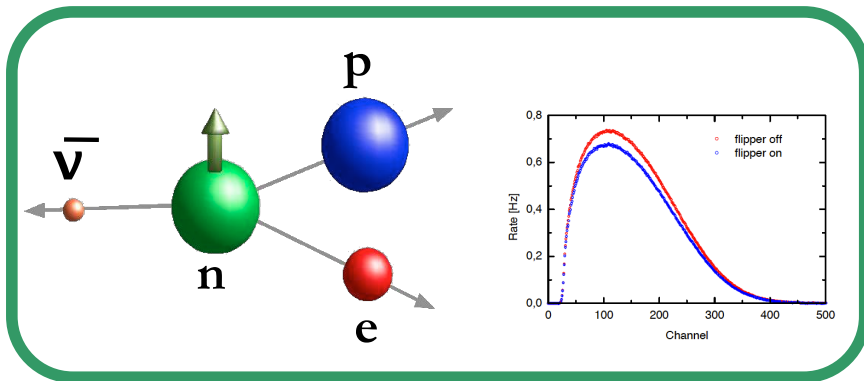 p
ν̅
n
e
0,8
0,6
0,4
0,2
0,0
Rate [Hz]
flipper off
flipper on
0 100 200 300 400 500
Channel